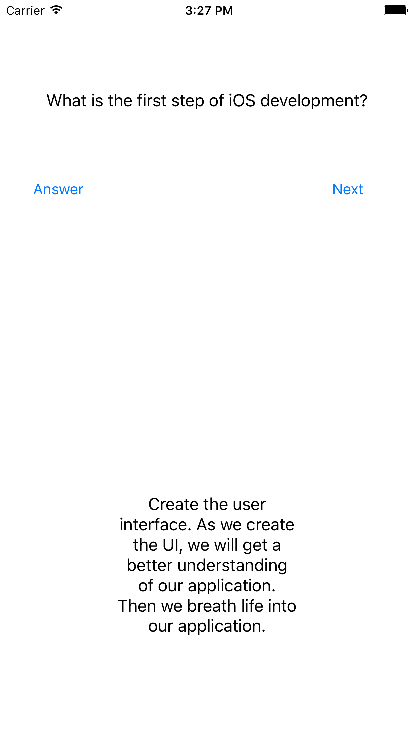 Carrier 3:27 PM
What is the first step of iOS development?
Answer Next
Create the user
interface. As we create
the UI, we will get a
better understanding
of our application.
Then we breath life into
our application.